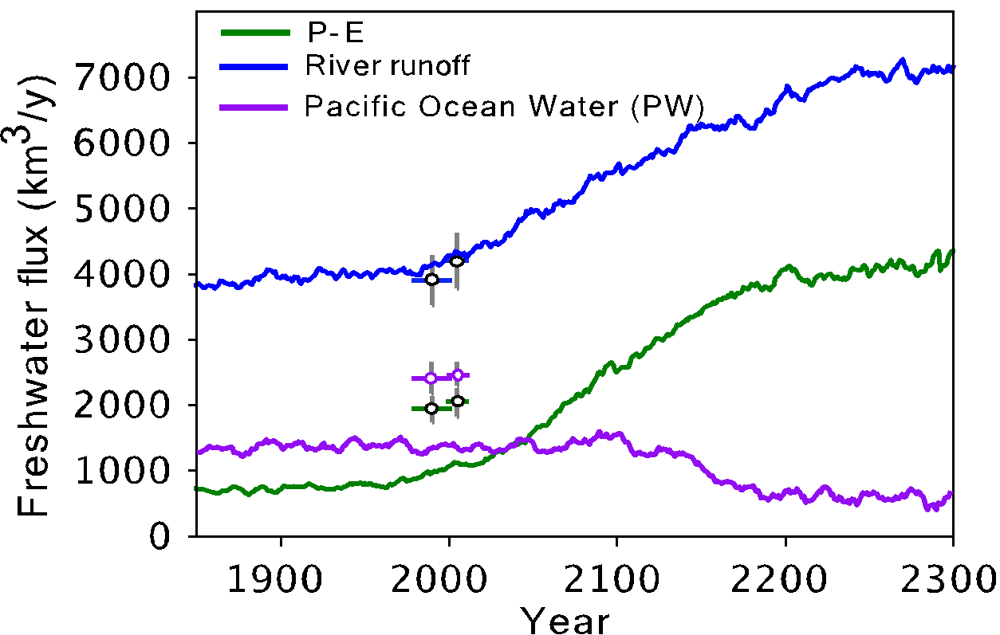 P-E
River runoff
Pacific Ocean Water (PW)
Freshwater flux (km³/y)
7000
6000
5000
4000
3000
2000
1000
0
1900 2000 2100 2200 2300
Year